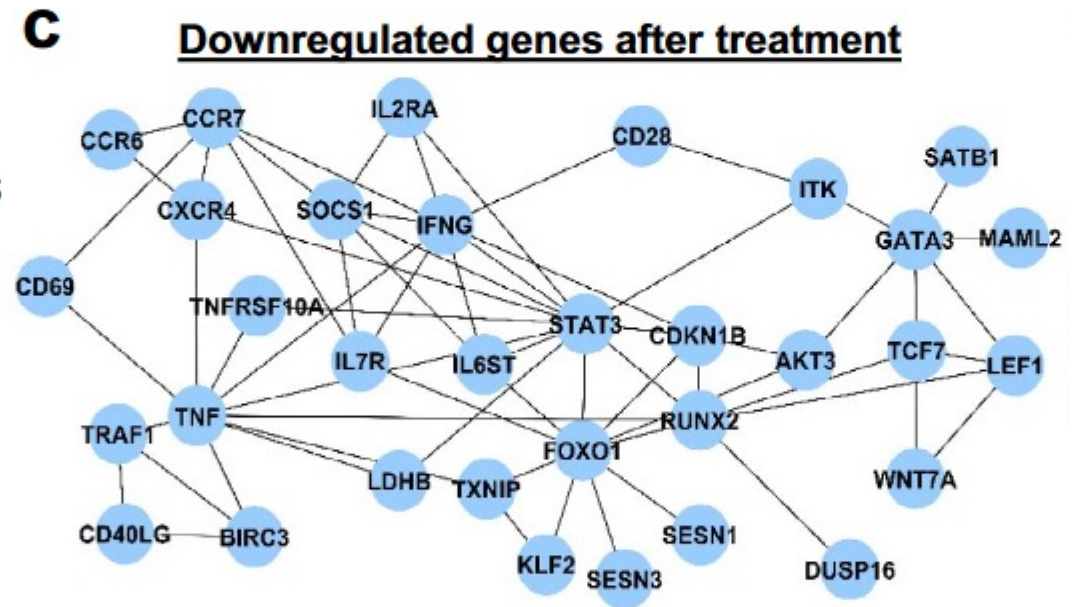 C
Downregulated genes after treatment
IL2RA
CCR7
CCR6
CD28
SATB1
ITK
CXCR4
SOCS1
IFNG
GATA3
MAML2
CD69
TNFRSF10A
STAT3
CDKN1B
IL7R
IL6ST
AKT3
TCF7
LEF1
TNF
TRAF1
RUNX2
FOXO1
LDHB
TXNIP
WNT7A
CD40LG
BIRC3
SESN1
KLF2
SESN3
DUSP16